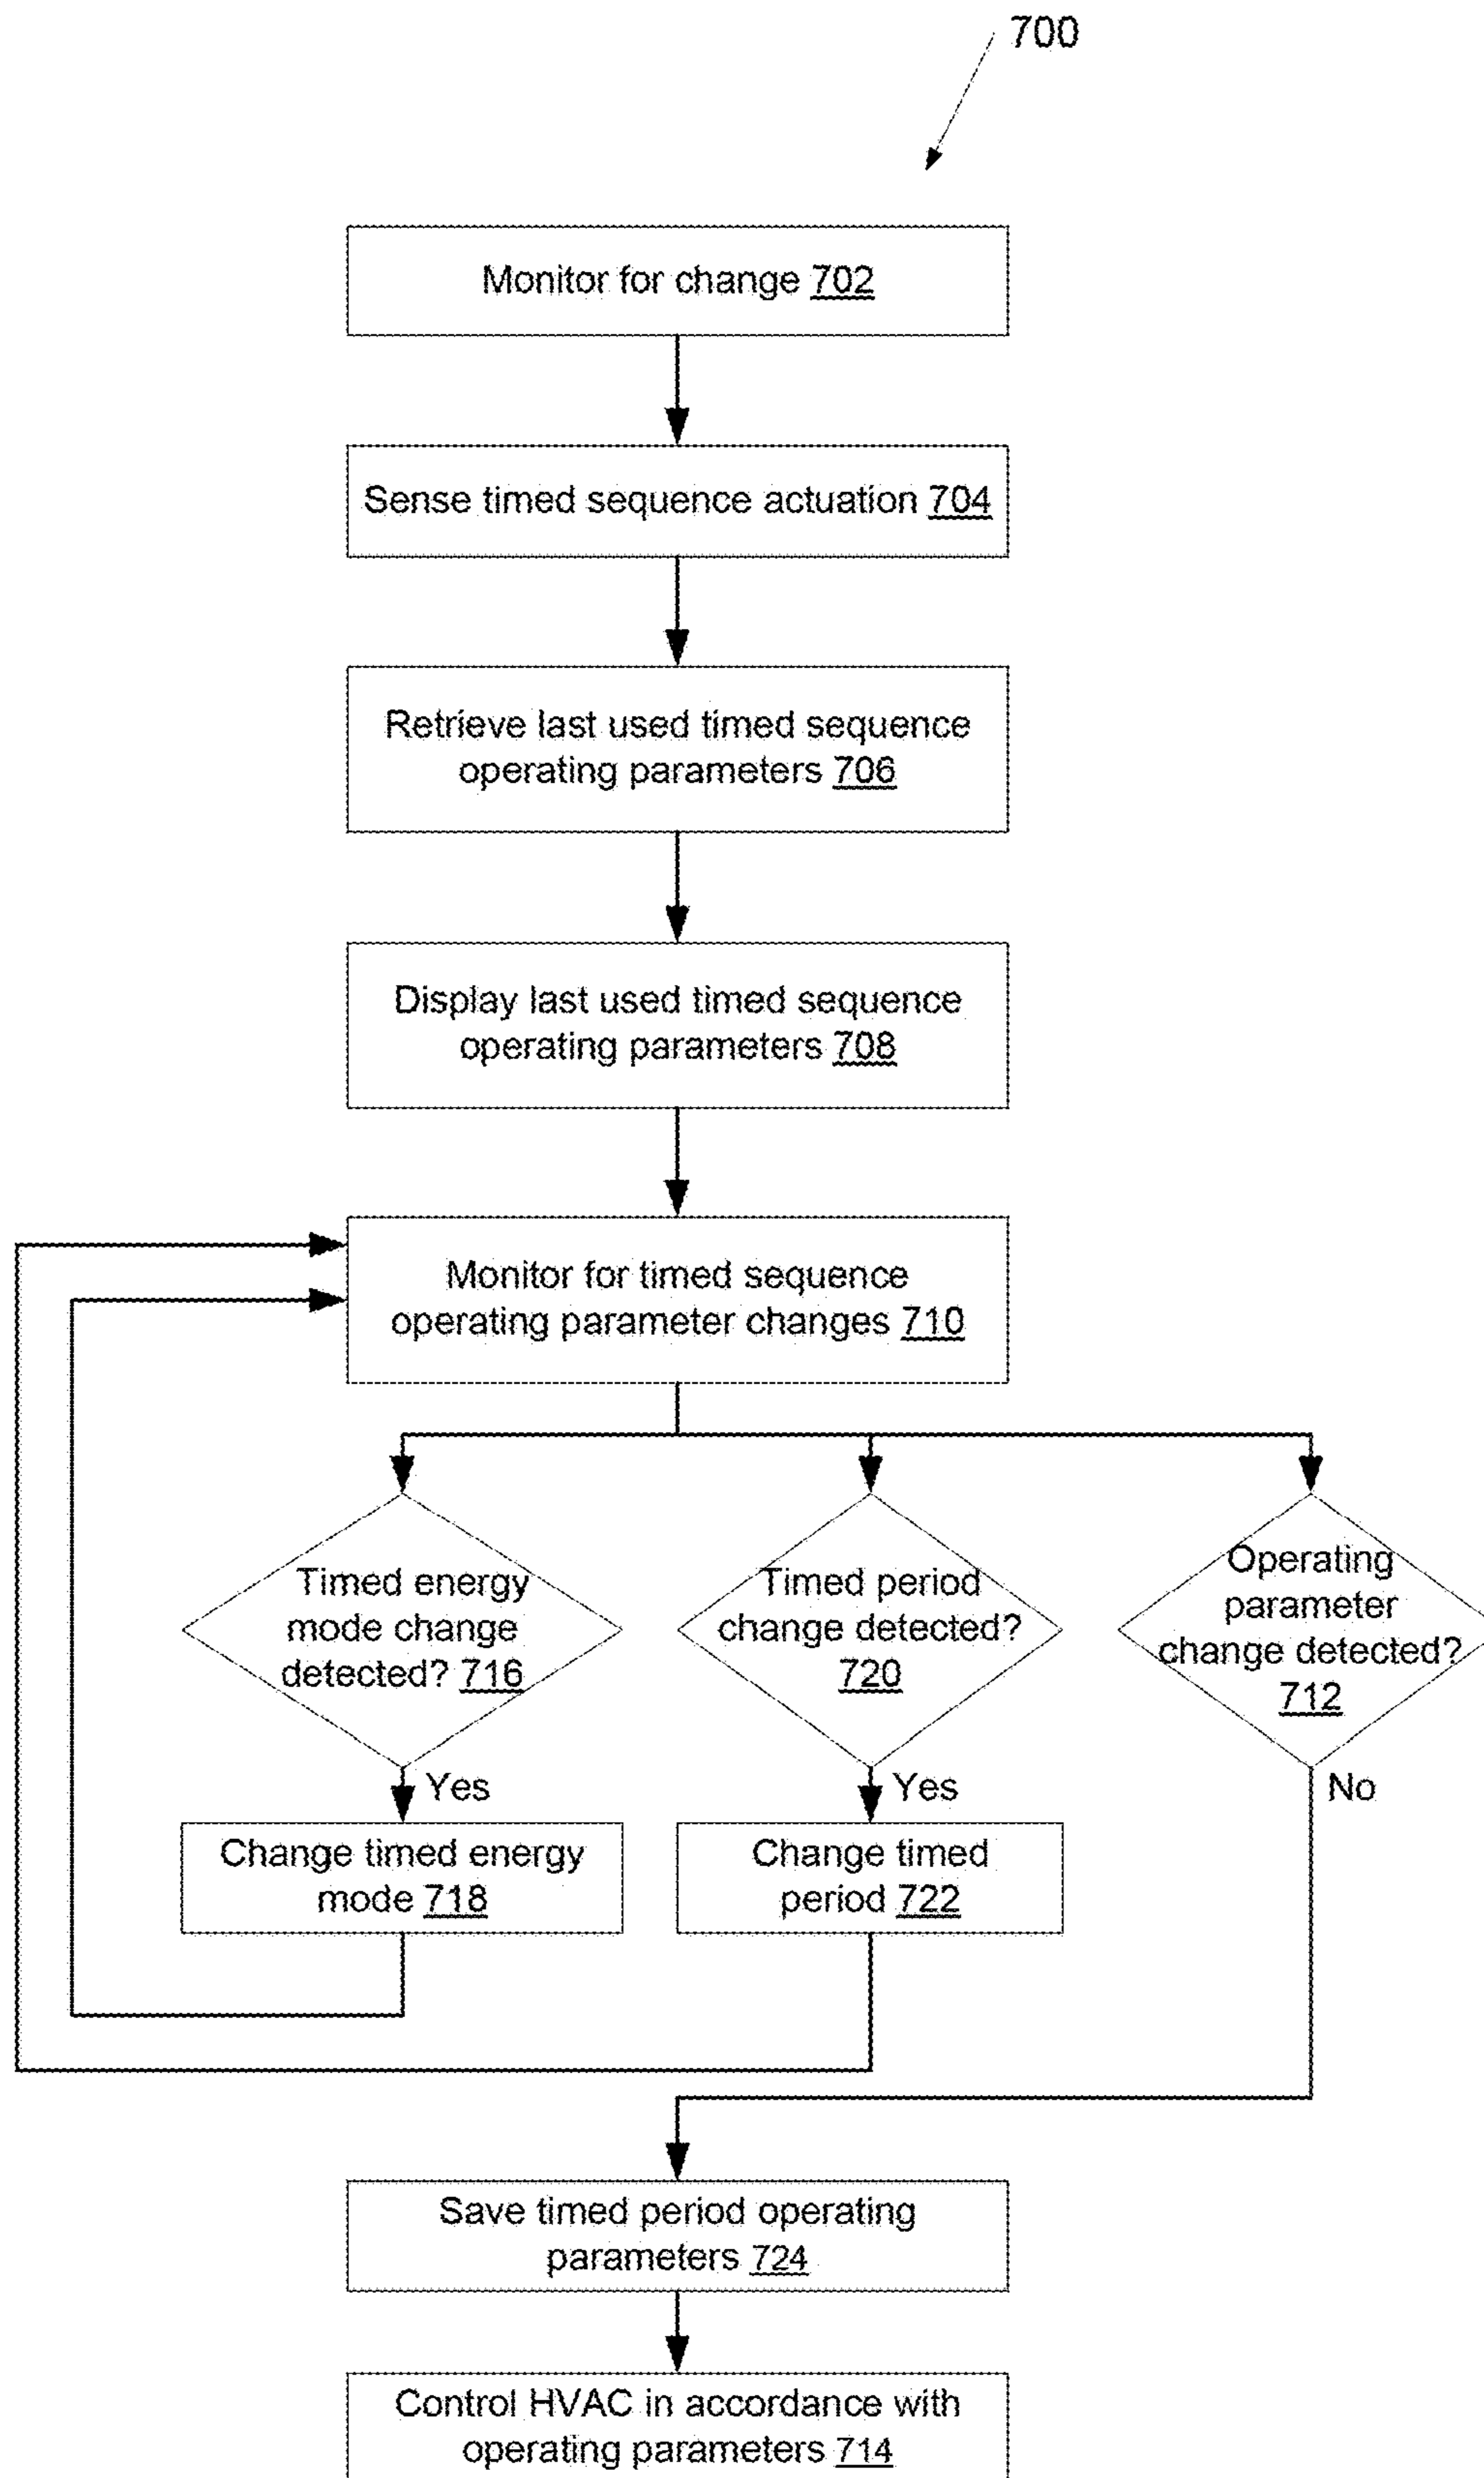 700
Monitor for change 702
Sense timed sequence actuation 704
Retrieve last used timed sequence
operating parameters 706
Display last used timed sequence
operating parameters 708
Monitor for timed sequence
operating parameter changes 710
Timed energy
mode change
detected? 716
Timed period
change detected?
720
Operating
parameter
change detected?
712
Yes
Yes
No
Change timed energy
mode 718
Change timed
period 722
Save timed period operating
parameters 724
Control HVAC in accordance with
operating parameters 714